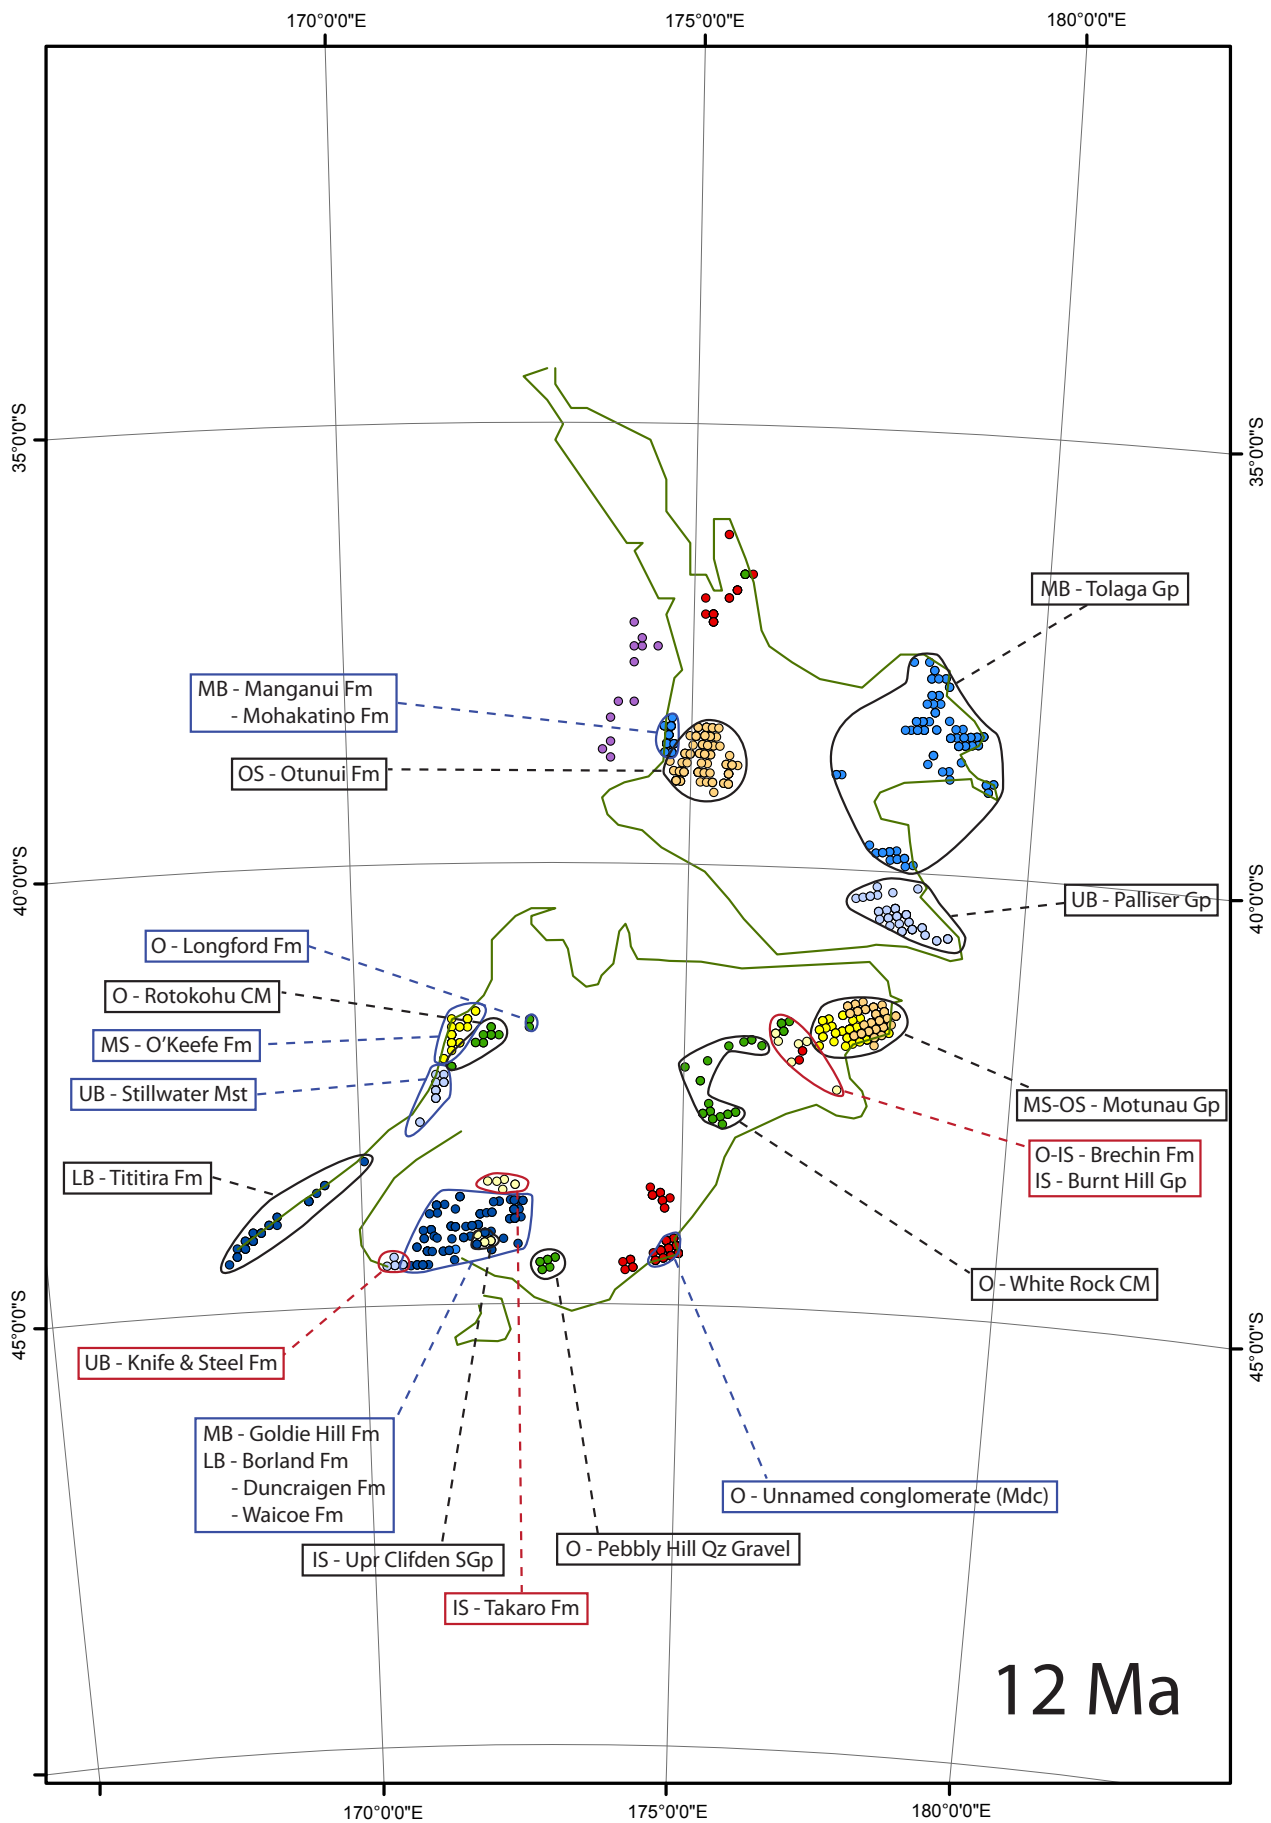 170°0'0"E
175°0'0"E
180°0'0"E
35°0'0"S
35°0'0"S
MB - Tolaga Gp
MB - Manganui Fm
- Mohakatino Fm
OS - Otunui Fm
40°0'0"S
40°0'0"S
UB - Palliser Gp
O - Longford Fm
O - Rotokohu CM
MS - O'Keefe Fm
UB - Stillwater Mst
MS-OS - Motunau Gp
O-IS - Brechin Fm
IS - Burnt Hill Gp
LB - Tititira Fm
O - White Rock CM
45°0'0"S
45°0'0"S
UB - Knife & Steel Fm
MB - Goldie Hill Fm
LB - Borland Fm
- Duncraigen Fm
- Waicoe Fm
O - Unnamed conglomerate (Mdc)
IS - Upr Clifden SGp
O - Pebbly Hill Qz Gravel
IS - Takaro Fm
12 Ma
170°0'0"E
175°0'0"E
180°0'0"E